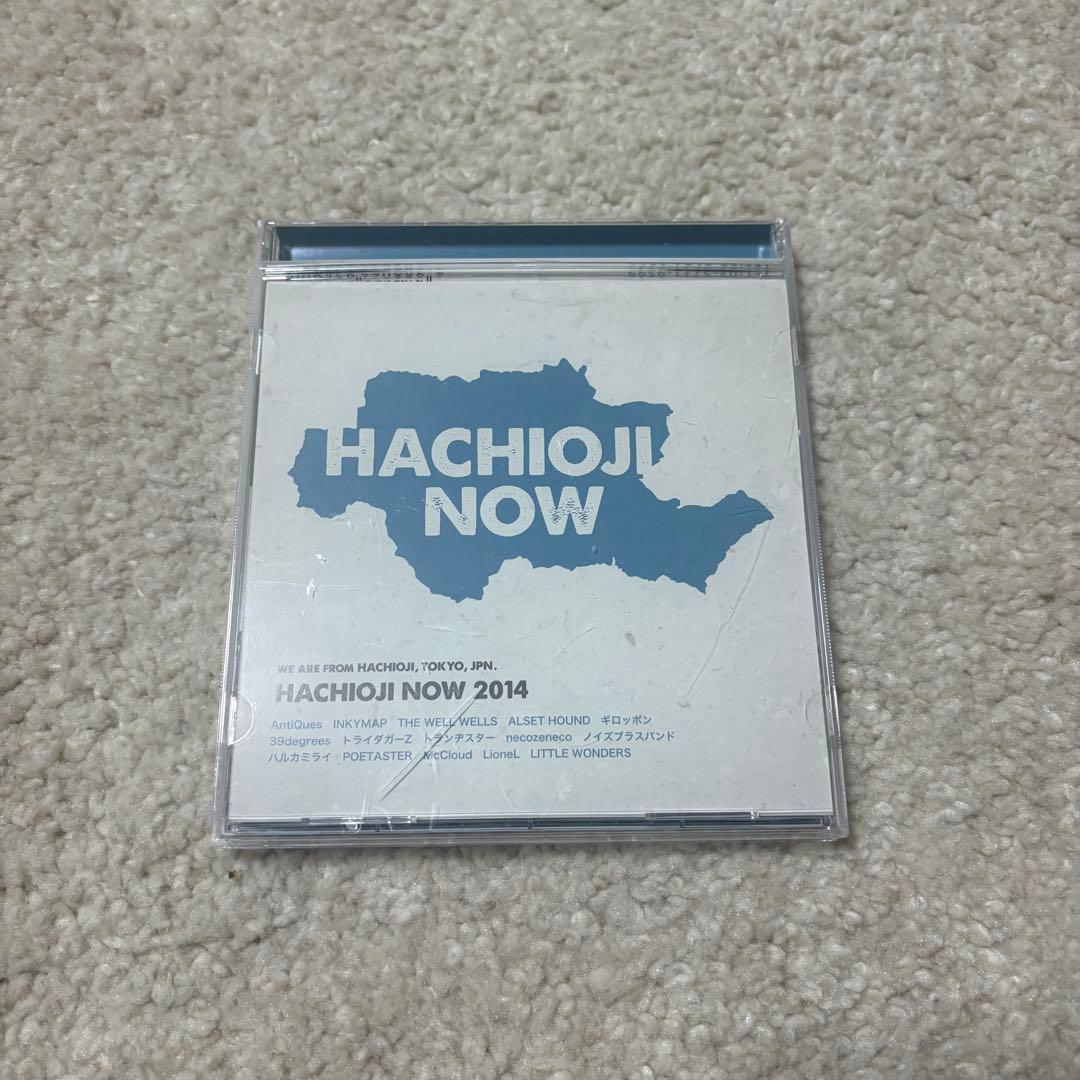 HACHIOJI
NOW
WE ARE FROM HACHIOJI, TOKYO, JPN.
HACHIOJI NOW 2014
AntiQues INKYMAP THE WELL WELLS ALSET HOUND ギロッポン
39degrees トライダガーZ トランヂスター necozeneco ノイズブラスバンド
ハルカミライ POETASTER McCloud LioneL LITTLE WONDERS